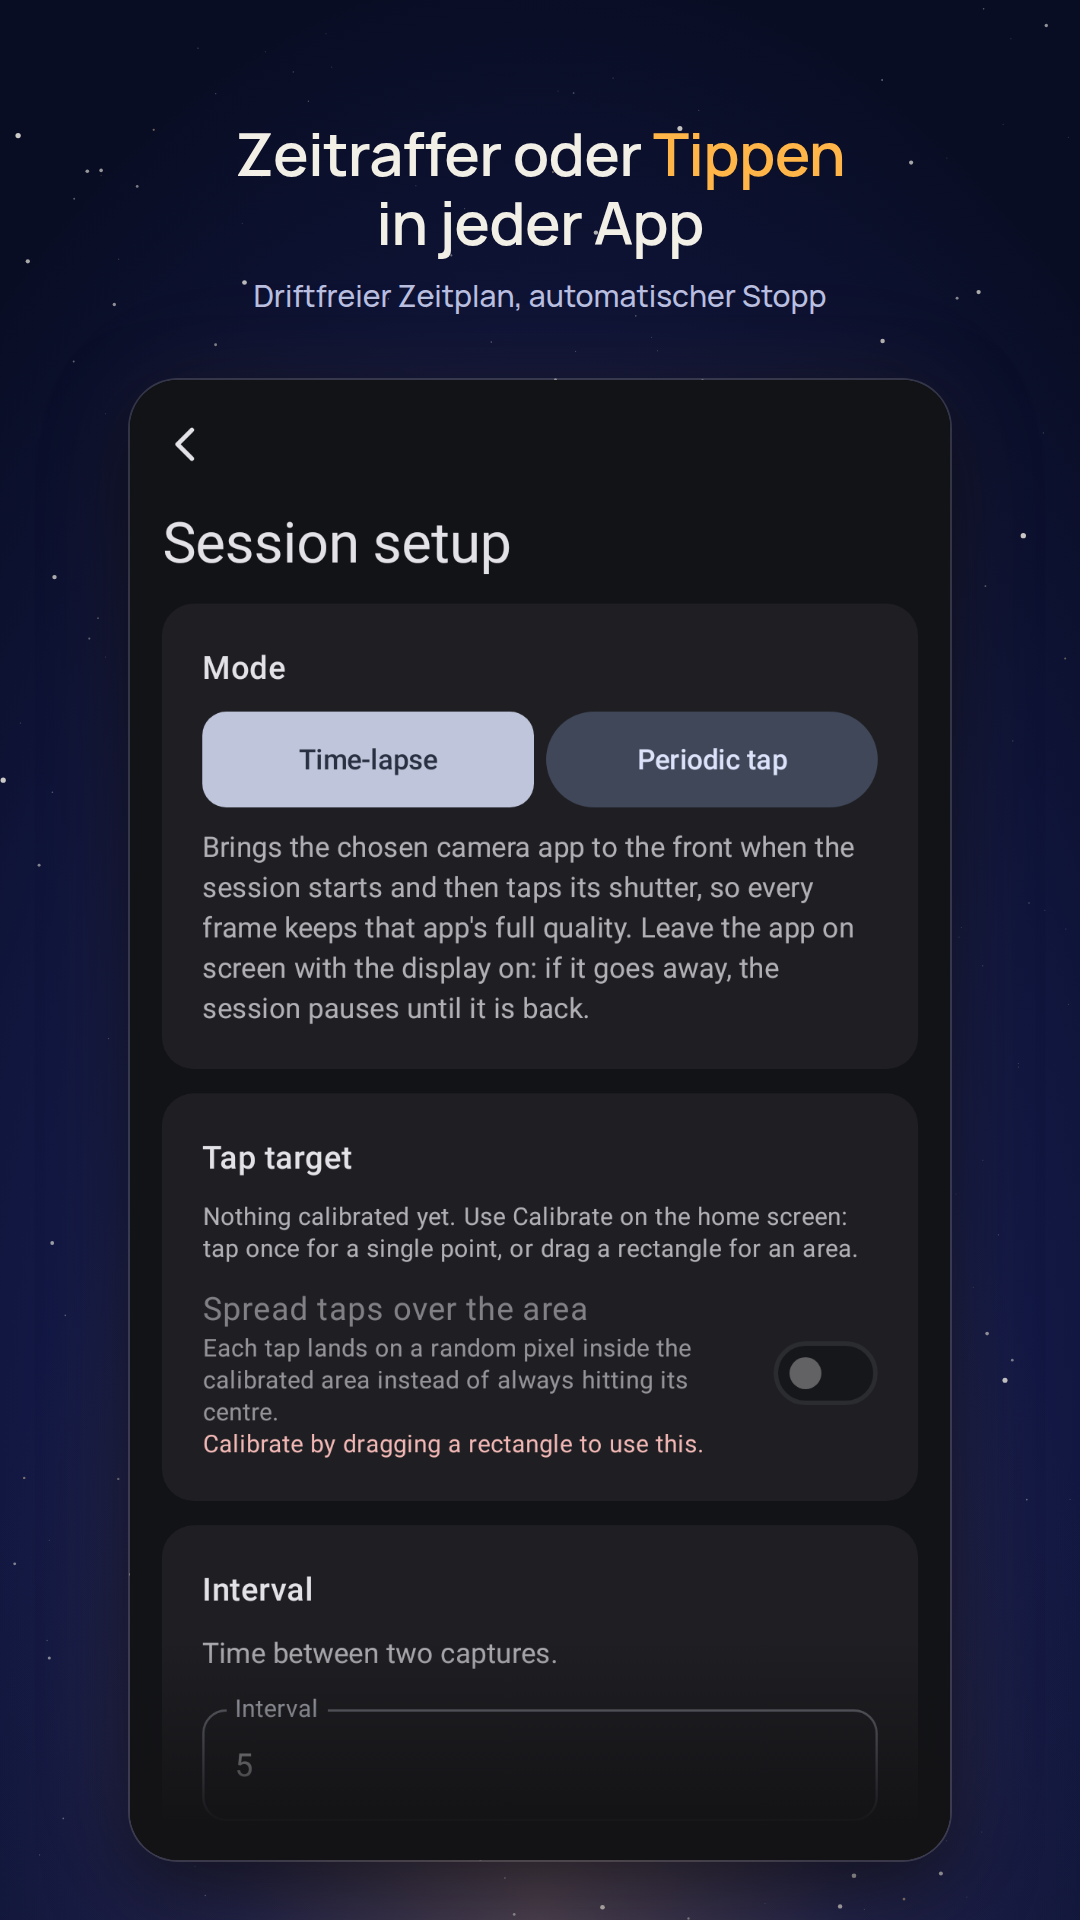 Zeitraffer oder Tippen
in jeder App
Driftfreier Zeitplan, automatischer Stopp
Session setup
Mode
Time-lapse
Periodic tap
Brings the chosen camera app to the front when the
session starts and then taps its shutter, so every
frame keeps that app's full quality. Leave the app on
screen with the display on: if it goes away, the
session pauses until it is back.
Tap target
Nothing calibrated yet. Use Calibrate on the home screen:
tap once for a single point, or drag a rectangle for an area.
Spread taps over the area
Each tap lands on a random pixel inside the
calibrated area instead of always hitting its
centre.
Calibrate by dragging a rectangle to use this.
Interval
Time between two captures.
Interval
5